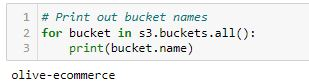 1 # Print out bucket names
2 for bucket in s3.buckets.all():
3     print(bucket.name)
olive-ecommerce